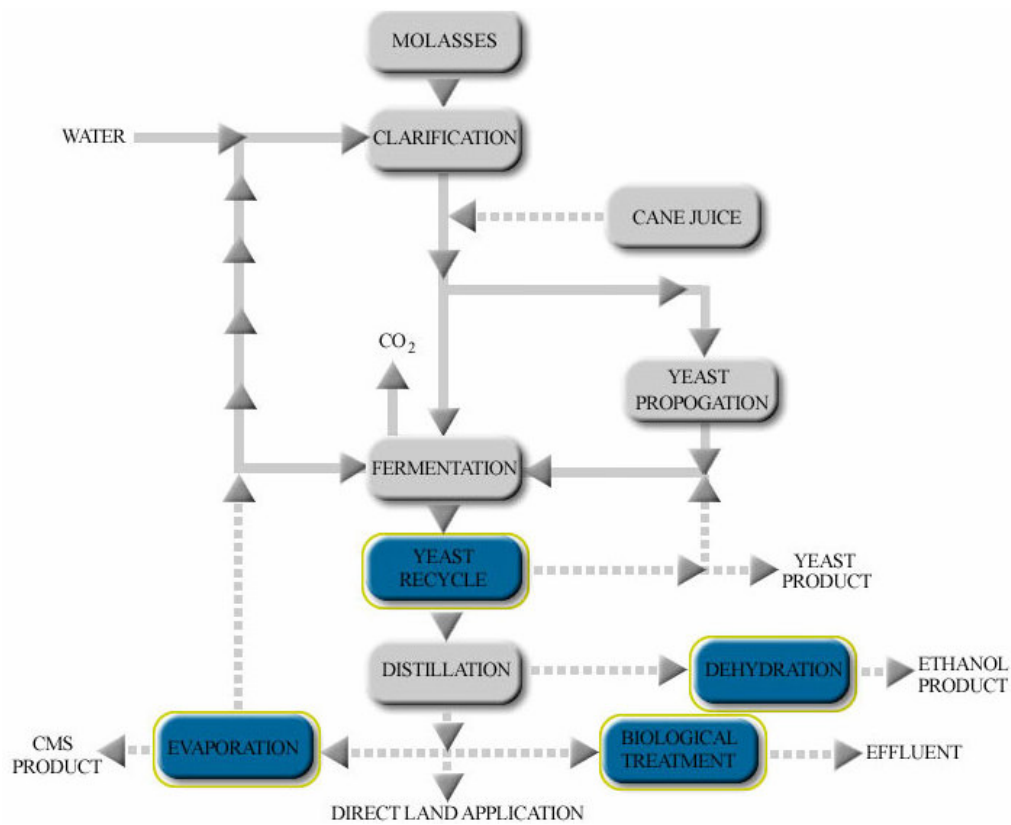 MOLASSES
WATER
CLARIFICATION
CANE JUICE
CO2
YEAST
PROPOGATION
FERMENTATION
YEAST
RECYCLE
YEAST
PRODUCT
DISTILLATION
DEHYDRATION
ETHANOL
PRODUCT
CMS
PRODUCT
EVAPORATION
BIOLOGICAL
TREATMENT
EFFLUENT
DIRECT LAND APPLICATION